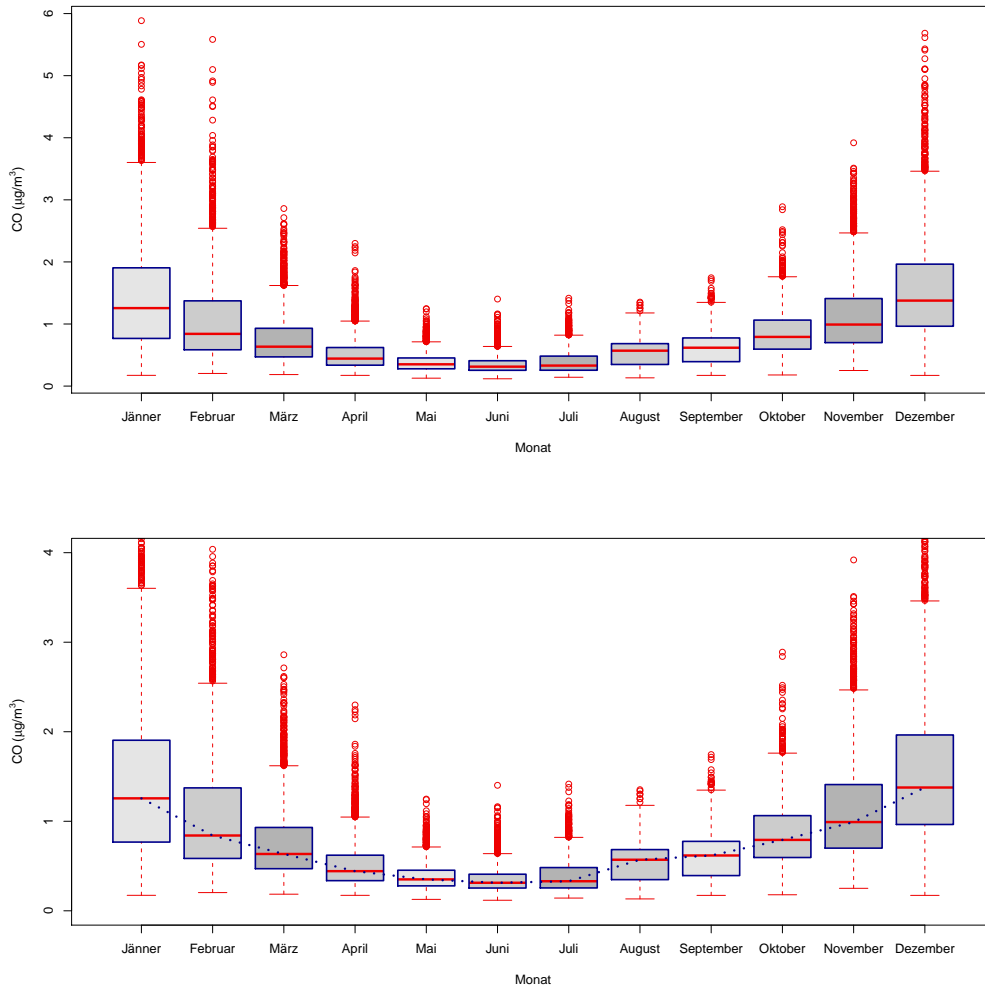 6
5
4
3
2
1
0
CO (µg/m³)
Jänner Februar März April Mai Juni Juli August September Oktober November Dezember
Monat
4
3
2
1
0
CO (µg/m³)
Jänner Februar März April Mai Juni Juli August September Oktober November Dezember
Monat